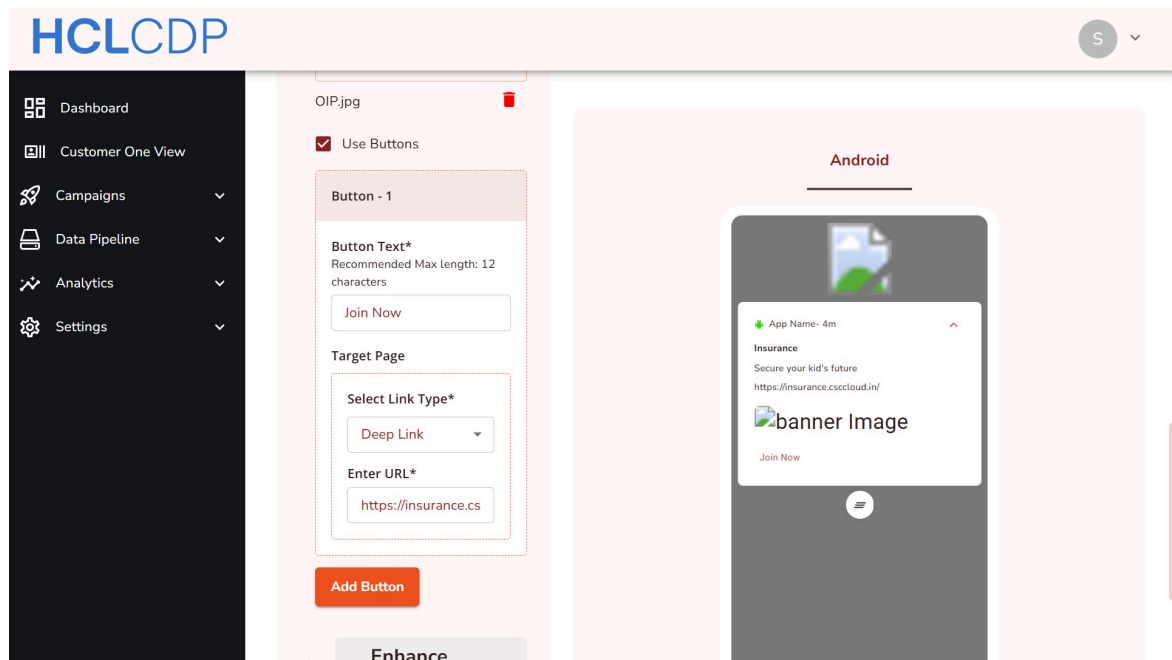 HCLCDP
S
Dashboard
Customer One View
Campaigns
Data Pipeline
Analytics
Settings
OIP.jpg
Use Buttons
Button - 1
Button Text*
Recommended Max length: 12
characters
Join Now
Target Page
Select Link Type*
Deep Link
Enter URL*
https://insurance.cs
Add Button
Enhance
Android
App Name- 4m
Insurance
Secure your kid's future
https://insurance.csccloud.in/
banner Image
Join Now